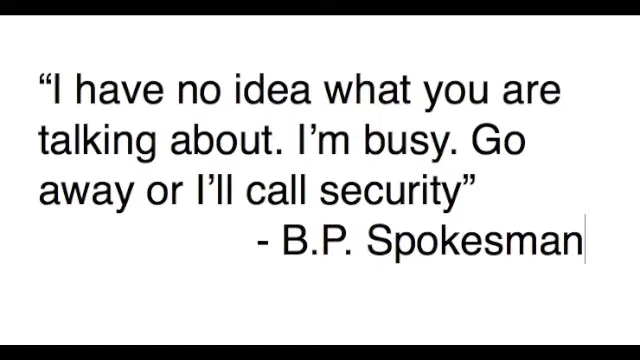 “I have no idea what you are
talking about. I’m busy. Go
away or I’ll call security”
- B.P. Spokesman